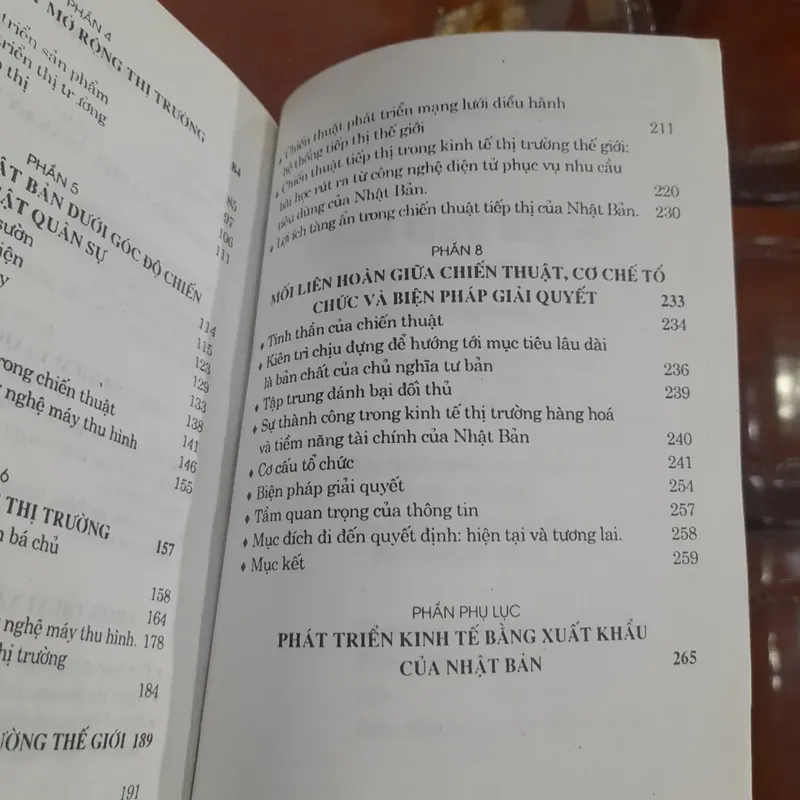 PHẦN 4
MỞ RỘNG THỊ TRƯỜNG
triển sản phẩm
triển thị trường
thị
84
85
97
106
111
PHẦN 5
ẬT BẢN DƯỚI GÓC ĐỘ CHIẾN
ẬT QUÂN SỰ
sườn
iện
y
114
115
123
129
rong chiến thuật 133
138
nghệ máy thu hình 141
146
155
6
THỊ TRƯỜNG 157
n bá chủ
158
164
nghệ máy thu hình. 178
hị trường
184
ƯỜNG THẾ GIỚI 189
191
♦ Chiến thuật phát triển mạng lưới điều hành
hệ thống tiếp thị thế giới 211
♦ Chiến thuật tiếp thị trong kinh tế thị trường thế giới:
bài học rút ra từ công nghệ điện tử phục vụ nhu cầu
tiêu dùng của Nhật Bản. 220
♦ Lợi ích tàng ẩn trong chiến thuật tiếp thị của Nhật Bản. 230
PHẦN 8
MỐI LIÊN HOÀN GIỮA CHIẾN THUẬT, CƠ CHẾ TỔ
CHỨC VÀ BIỆN PHÁP GIẢI QUYẾT 233
♦ Tinh thần của chiến thuật 234
♦ Kiên trì chịu đựng để hướng tới mục tiêu lâu dài
là bản chất của chủ nghĩa tư bản 236
♦ Tập trung đánh bại đối thủ 239
♦ Sự thành công trong kinh tế thị trường hàng hoá
và tiềm năng tài chính của Nhật Bản 240
♦ Cơ cấu tổ chức 241
♦ Biện pháp giải quyết 254
♦ Tầm quan trọng của thông tin 257
♦ Mục đích đi đến quyết định: hiện tại và tương lai. 258
♦ Mục kết 259
PHẦN PHỤ LỤC
PHÁT TRIỂN KINH TẾ BẰNG XUẤT KHẨU
CỦA NHẬT BẢN 265